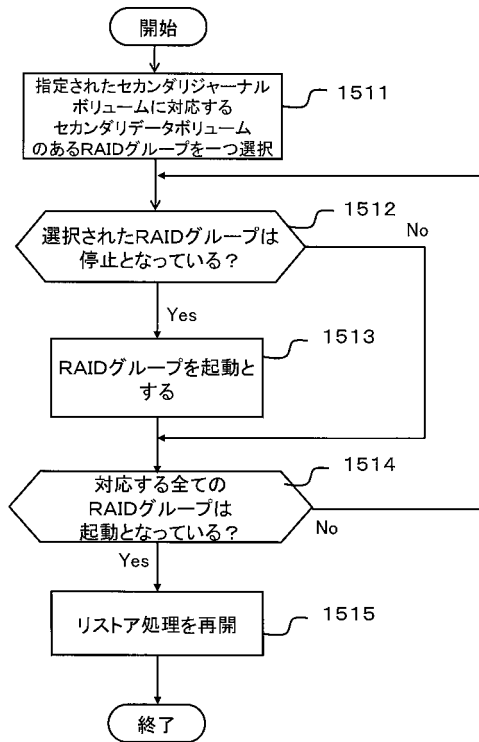 開始
指定されたセカンダリジャーナル
ボリュームに対応する
セカンダリデータボリューム
のあるRAIDグループを一つ選択
1511
選択されたRAIDグループは
停止となっている？
1512
No
Yes
RAIDグループを起動と
する
1513
対応する全ての
RAIDグループは
起動となっている？
1514
No
Yes
リストア処理を再開
1515
終了